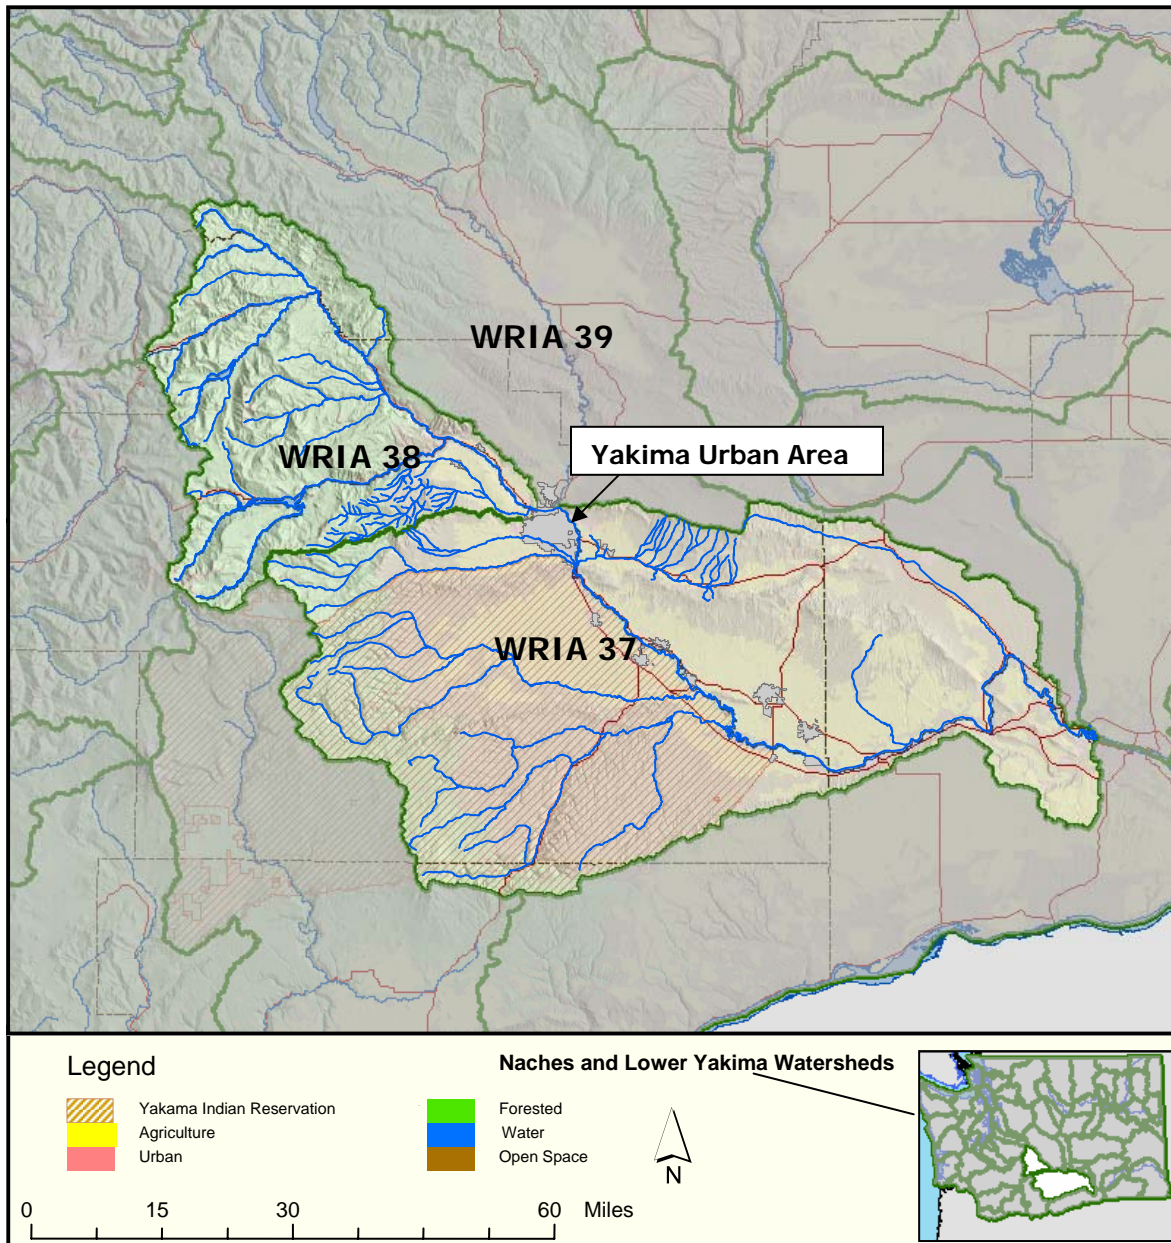 WRIA 39
WRIA 38
Yakima Urban Area
WRIA 37
Legend
Naches and Lower Yakima Watersheds
Yakama Indian Reservation
Agriculture
Urban
Forested
Water
Open Space
N
0 15 30 60 Miles